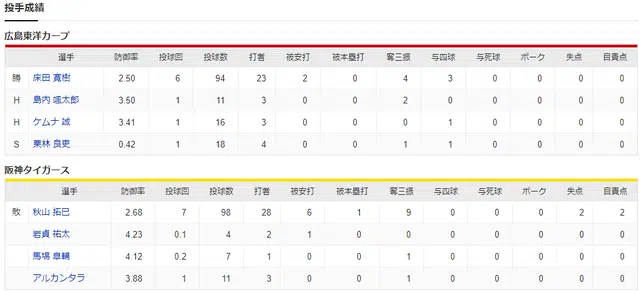 投手成績
広島東洋カープ
選手 防御率 投球回 投球数 打者 被安打 被本塁打 奪三振 与四球 与死球 ボーク 失点 自責点
勝 床田 寛樹 2.50 6 94 23 2 0 4 3 0 0 0 0
H 島内 颯太郎 3.50 1 11 3 0 0 2 0 0 0 0 0
H ケムナ 誠 3.41 1 16 3 0 0 0 1 0 0 0 0
S 栗林 良吏 0.42 1 18 4 0 0 1 1 0 0 0 0
阪神タイガース
選手 防御率 投球回 投球数 打者 被安打 被本塁打 奪三振 与四球 与死球 ボーク 失点 自責点
敗 秋山 拓巳 2.68 7 98 28 6 1 9 0 0 0 2 2
岩貞 祐太 4.23 0.1 4 2 1 0 0 0 0 0 0 0
馬場 皐輔 4.12 0.2 7 1 0 0 1 0 0 0 0 0
アルカンタラ 3.88 1 11 3 0 0 1 0 0 0 0 0